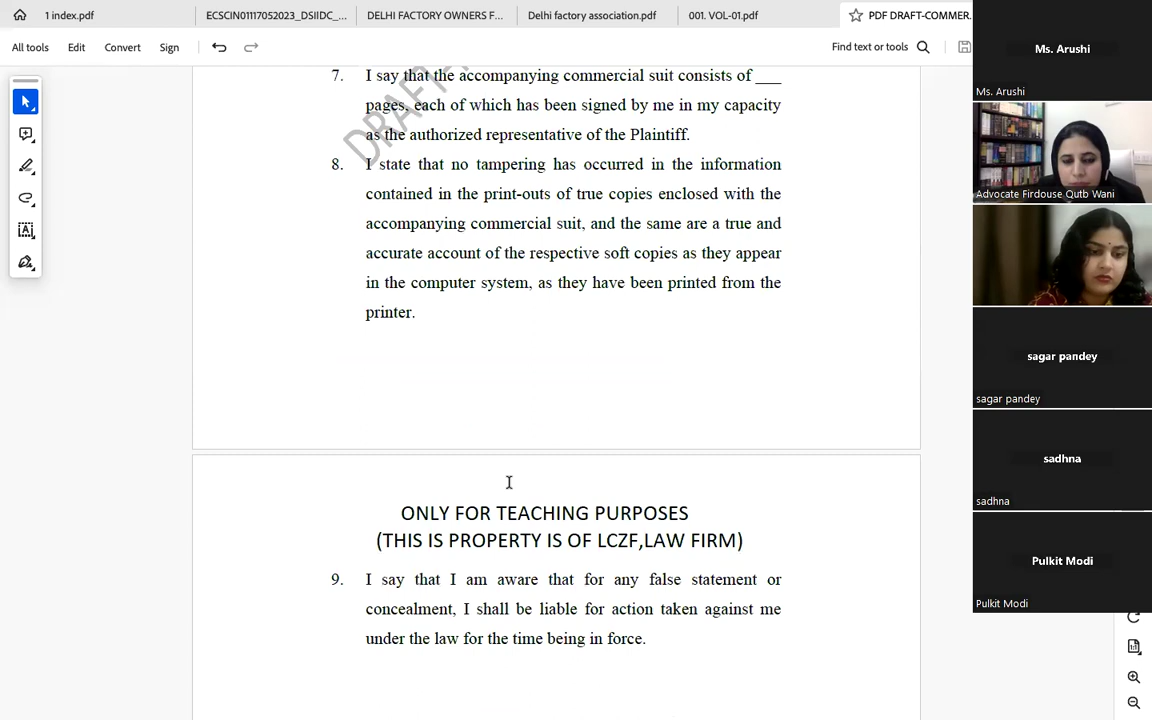 1 index.pdf
ECSCIN01117052023_DSIIDC_...
DELHI FACTORY OWNERS F...
Delhi factory association.pdf
001. VOL-01.pdf
PDF DRAFT-COMMER.
All tools
Edit
Convert
Sign
Find text or tools
7. I say that the accompanying commercial suit consists of ___
pages, each of which has been signed by me in my capacity
as the authorized representative of the Plaintiff.
8. I state that no tampering has occurred in the information
contained in the print-outs of true copies enclosed with the
accompanying commercial suit, and the same are a true and
accurate account of the respective soft copies as they appear
in the computer system, as they have been printed from the
printer.
ONLY FOR TEACHING PURPOSES
(THIS IS PROPERTY IS OF LCZF,LAW FIRM)
9. I say that I am aware that for any false statement or
concealment, I shall be liable for action taken against me
under the law for the time being in force.
DRAFT
Ms. Arushi
Ms. Arushi
Advocate Firdouse Qutb Wani
sagar pandey
sagar pandey
sadhna
sadhna
Pulkit Modi
Pulkit Modi